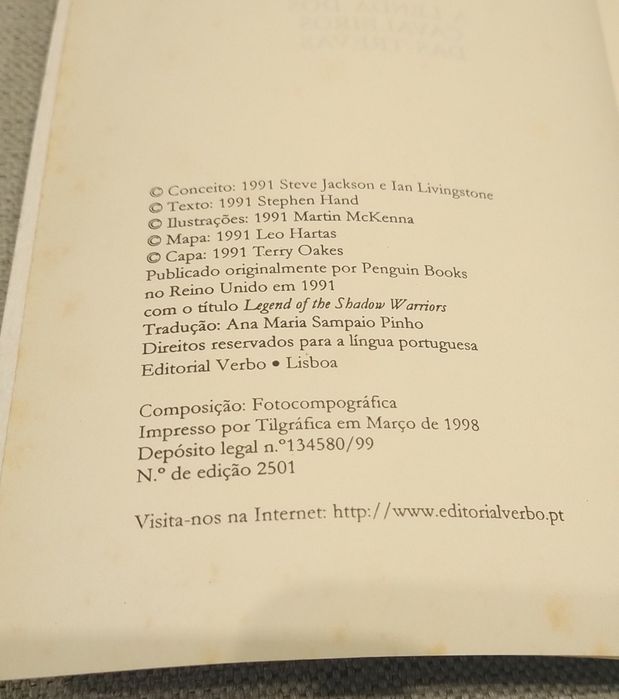 © Conceito: 1991 Steve Jackson e Ian Livingstone
© Texto: 1991 Stephen Hand
© Ilustrações: 1991 Martin McKenna
© Mapa: 1991 Leo Hartas
© Capa: 1991 Terry Oakes
Publicado originalmente por Penguin Books
no Reino Unido em 1991
com o título Legend of the Shadow Warriors
Tradução: Ana Maria Sampaio Pinho
Direitos reservados para a língua portuguesa
Editorial Verbo • Lisboa
Composição: Fotocompográfica
Impresso por Tilgráfica em Março de 1998
Depósito legal n.º134580/99
N.º de edição 2501
Visita-nos na Internet: http://www.editorialverbo.pt